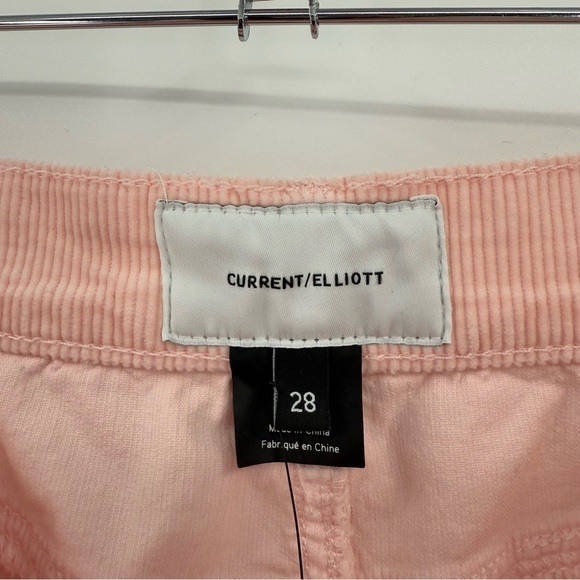 CURRENT/ELLIOTT
28
Made in China
Fabriqué en Chine